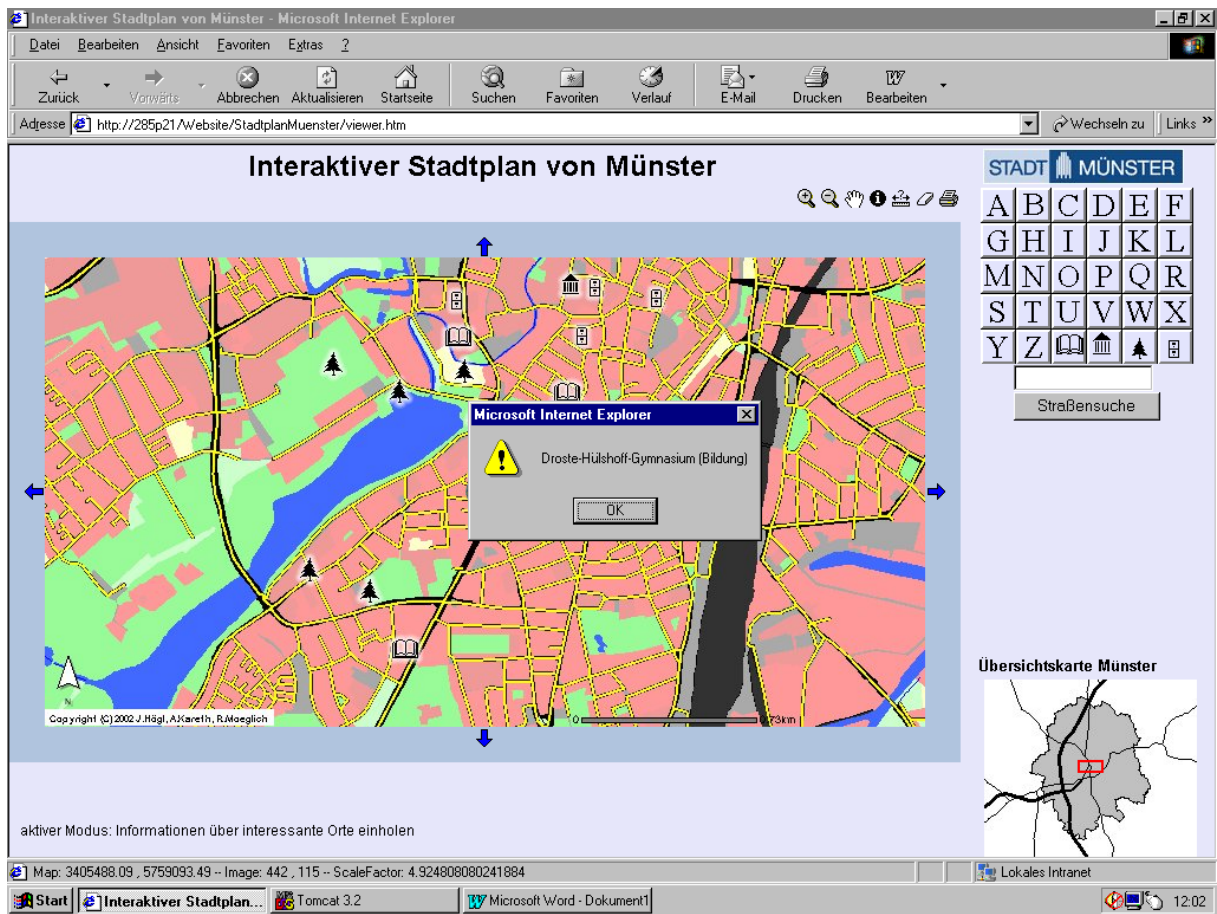 Interaktiver Stadtplan von Münster - Microsoft Internet Explorer
Datei Bearbeiten Ansicht Favoriten Extras ?
Zurück Vorwärts Abbrechen Aktualisieren Startseite Suchen Favoriten Verlauf E-Mail Drucken Bearbeiten
Adresse http://285p21/Website/StadtplanMuenster/viewer.htm Wechseln zu Links »
Interaktiver Stadtplan von Münster
STADT MÜNSTER
A B C D E F
G H I J K L
M N O P Q R
S T U V W X
Y Z
Straßensuche
Microsoft Internet Explorer
Droste-Hülshoff-Gymnasium (Bildung)
OK
N
Copyright (C) 2002 J.Högl, A.Kareth, R.Moeglich
0 0.73km
Übersichtskarte Münster
aktiver Modus: Informationen über interessante Orte einholen
Map: 3405488.09 , 5759093.49 -- Image: 442 , 115 -- ScaleFactor: 4.924808080241884
Lokales Intranet
Start Interaktiver Stadtplan... Tomcat 3.2 Microsoft Word - Dokument1 12:02